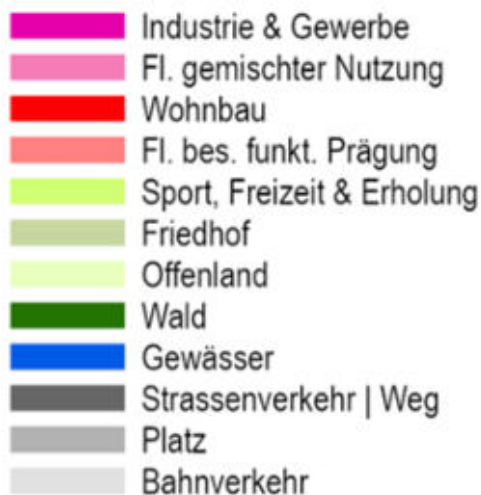 Industrie & Gewerbe
Fl. gemischter Nutzung
Wohnbau
Fl. bes. funkt. Prägung
Sport, Freizeit & Erholung
Friedhof
Offenland
Wald
Gewässer
Strassenverkehr | Weg
Platz
Bahnverkehr